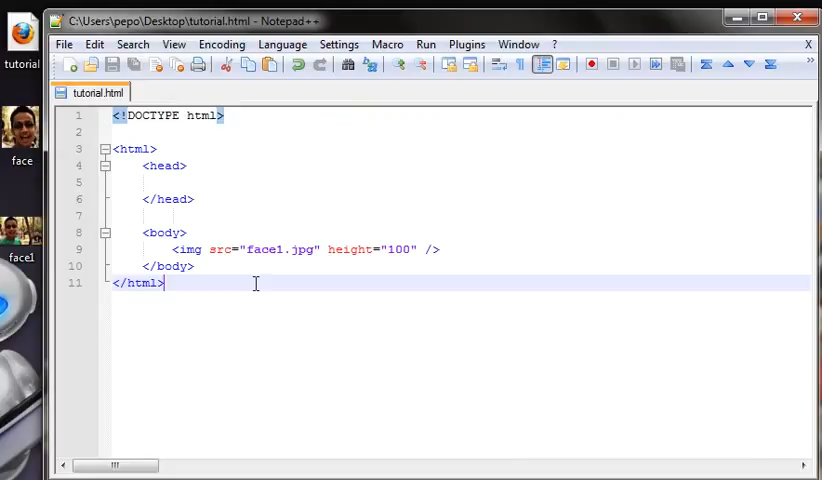 C:\Users\pepo\Desktop\tutorial.html - Notepad++
File Edit Search View Encoding Language Settings Macro Run Plugins Window ? X
tutorial.html
1 <!DOCTYPE html>
2
3 <html>
4 <head>
5
6 </head>
7
8 <body>
9 <img src="face1.jpg" height="100" />
10 </body>
11 </html>
tutorial
face
face1